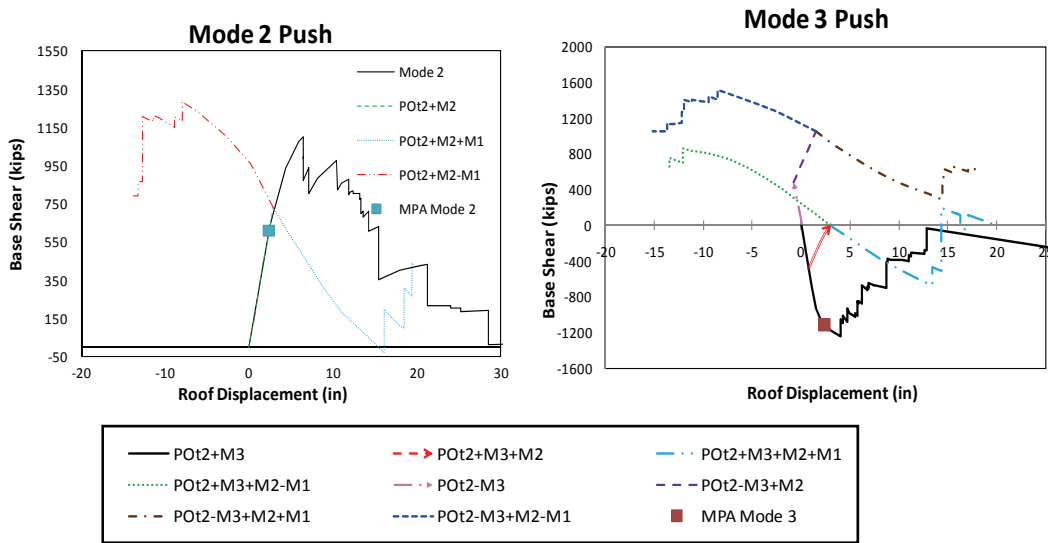 Mode 2 Push
Base Shear (kips)
1550
1350
1150
950
750
550
350
150
-50
-20
-10
0
10
20
30
Roof Displacement (in)
Mode 2
POt2+M2
POt2+M2+M1
POt2+M2-M1
MPA Mode 2
Mode 3 Push
Base Shear (kips)
2000
1600
1200
800
400
0
-400
-800
-1200
-1600
-20
-15
-10
-5
0
5
10
15
20
25
Roof Displacement (in)
POt2+M3
POt2+M3+M2
POt2+M3+M2+M1
POt2+M3+M2-M1
POt2-M3
POt2-M3+M2
POt2-M3+M2+M1
POt2-M3+M2-M1
MPA Mode 3